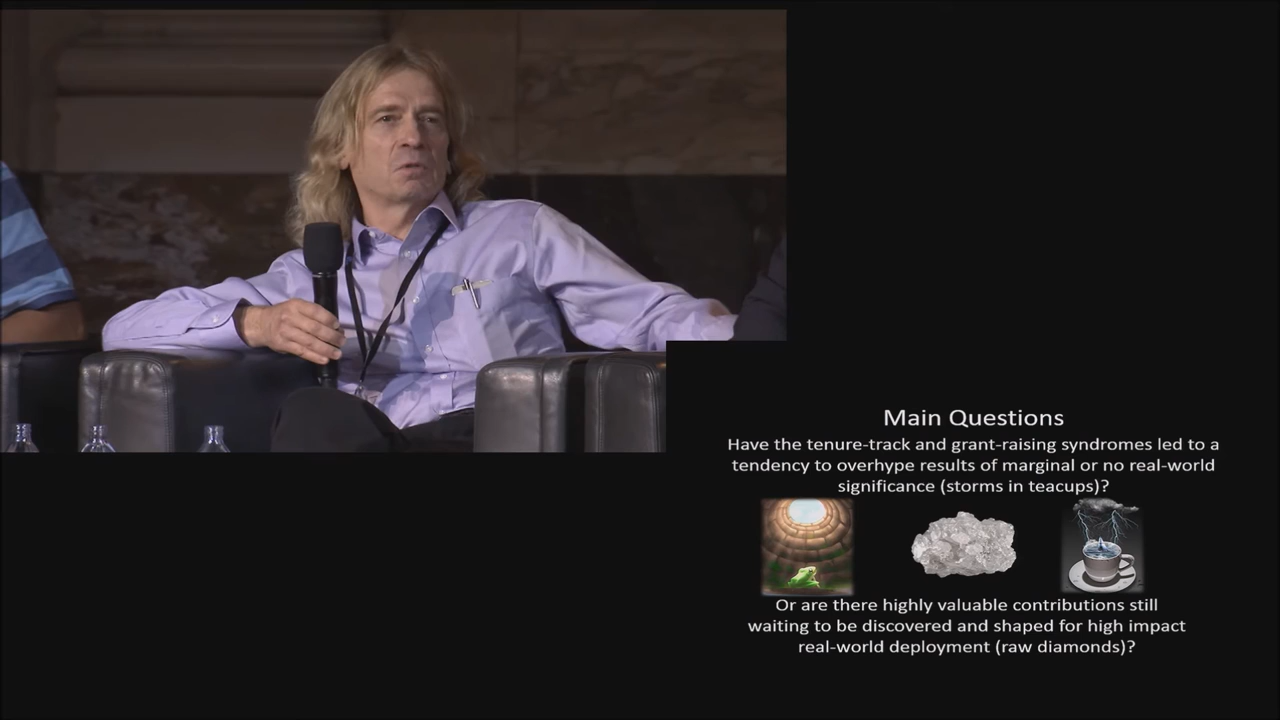 Main Questions
Have the tenure-track and grant-raising syndromes led to a
tendency to overhype results of marginal or no real-world
significance (storms in teacups)?
Or are there highly valuable contributions still
waiting to be discovered and shaped for high impact
real-world deployment (raw diamonds)?